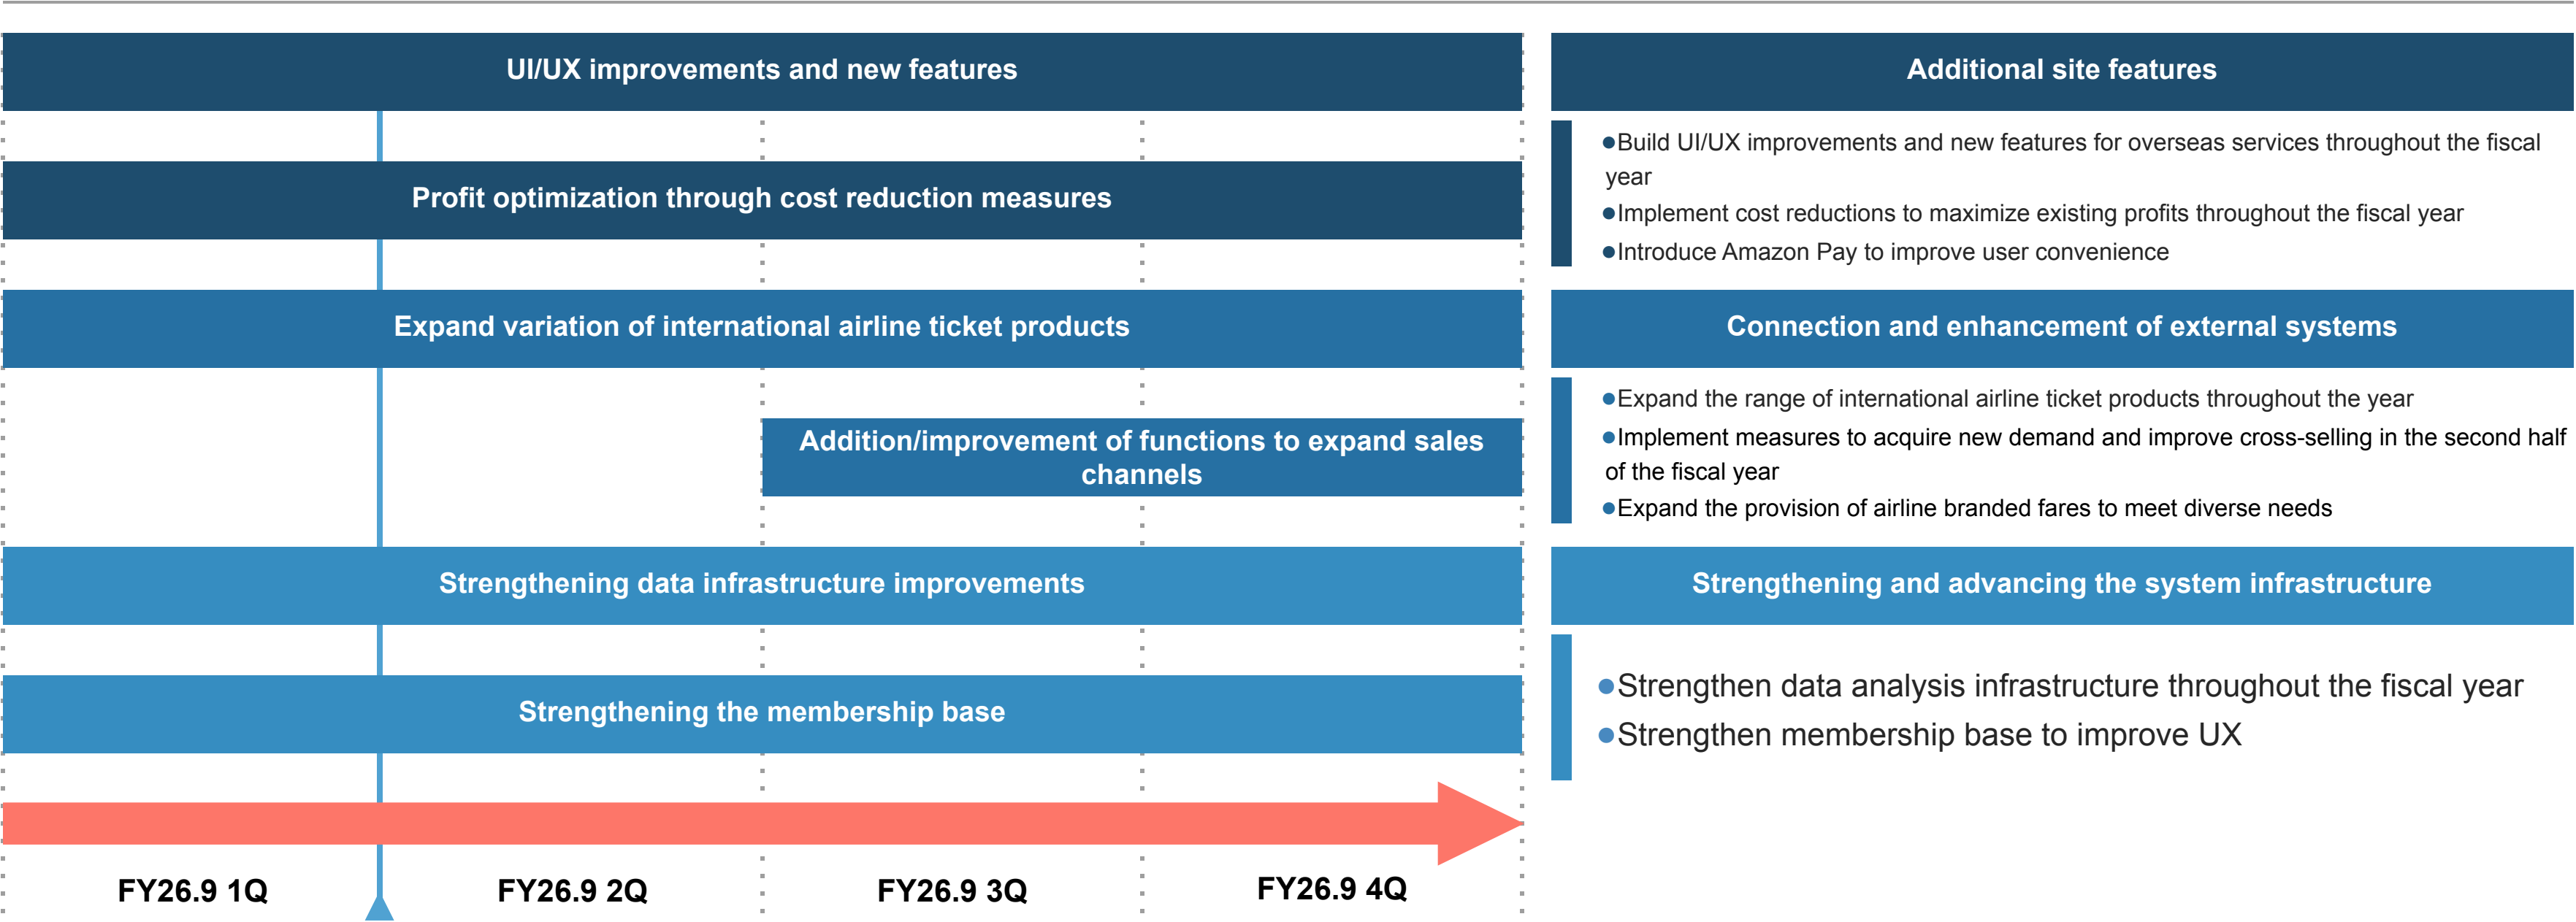 UI/UX improvements and new features
Profit optimization through cost reduction measures
Expand variation of international airline ticket products
Addition/improvement of functions to expand sales
channels
Strengthening data infrastructure improvements
Strengthening the membership base
FY26.9 1Q
FY26.9 2Q
FY26.9 3Q
FY26.9 4Q
Additional site features
●Build UI/UX improvements and new features for overseas services throughout the fiscal
year
●Implement cost reductions to maximize existing profits throughout the fiscal year
●Introduce Amazon Pay to improve user convenience
Connection and enhancement of external systems
●Expand the range of international airline ticket products throughout the year
●Implement measures to acquire new demand and improve cross-selling in the second half
of the fiscal year
●Expand the provision of airline branded fares to meet diverse needs
Strengthening and advancing the system infrastructure
●Strengthen data analysis infrastructure throughout the fiscal year
●Strengthen membership base to improve UX